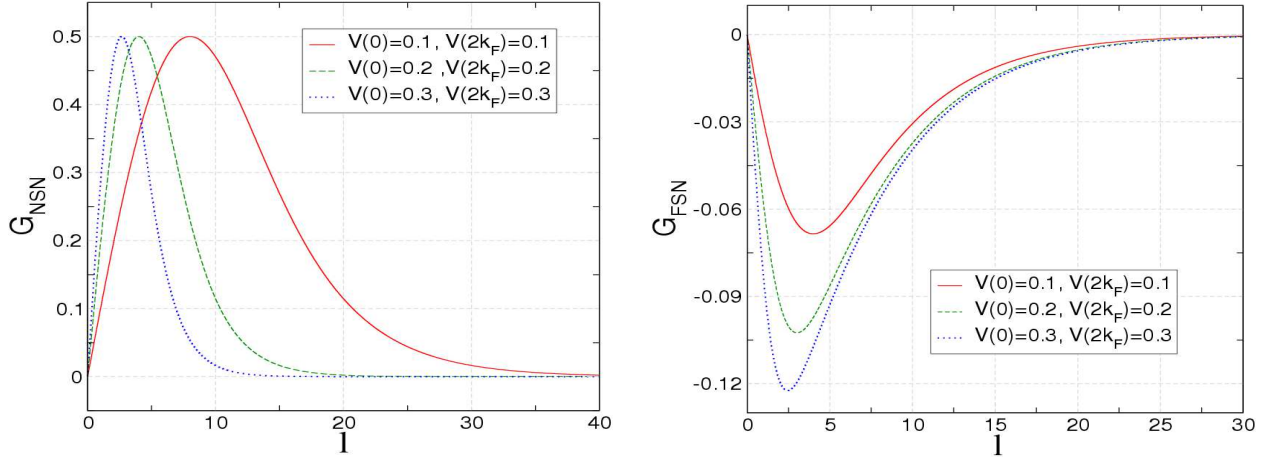 0.5
0.4
0.3
0.2
0.1
0
G_NSN
V(0)=0.1, V(2k_F)=0.1
V(0)=0.2 ,V(2k_F)=0.2
V(0)=0.3, V(2k_F)=0.3
0 10 20 30 40
l
0
-0.03
-0.06
-0.09
-0.12
G_FSN
V(0)=0.1, V(2k_F)=0.1
V(0)=0.2, V(2k_F)=0.2
V(0)=0.3, V(2k_F)=0.3
0 5 10 15 20 25 30
l